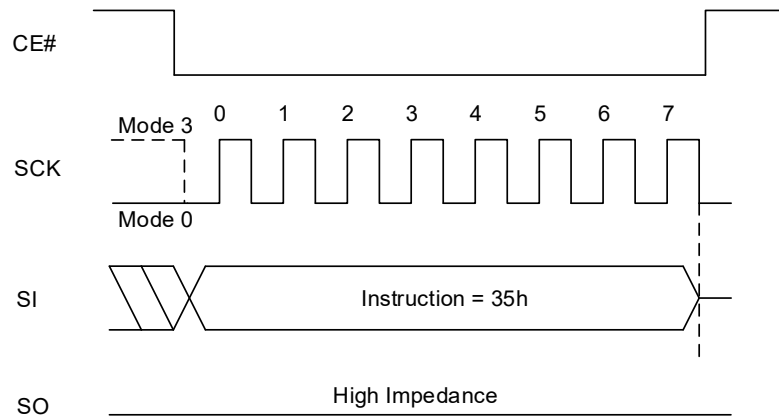 CE#
0 1 2 3 4 5 6 7
Mode 3
SCK
Mode 0
SI
Instruction = 35h
High Impedance
SO